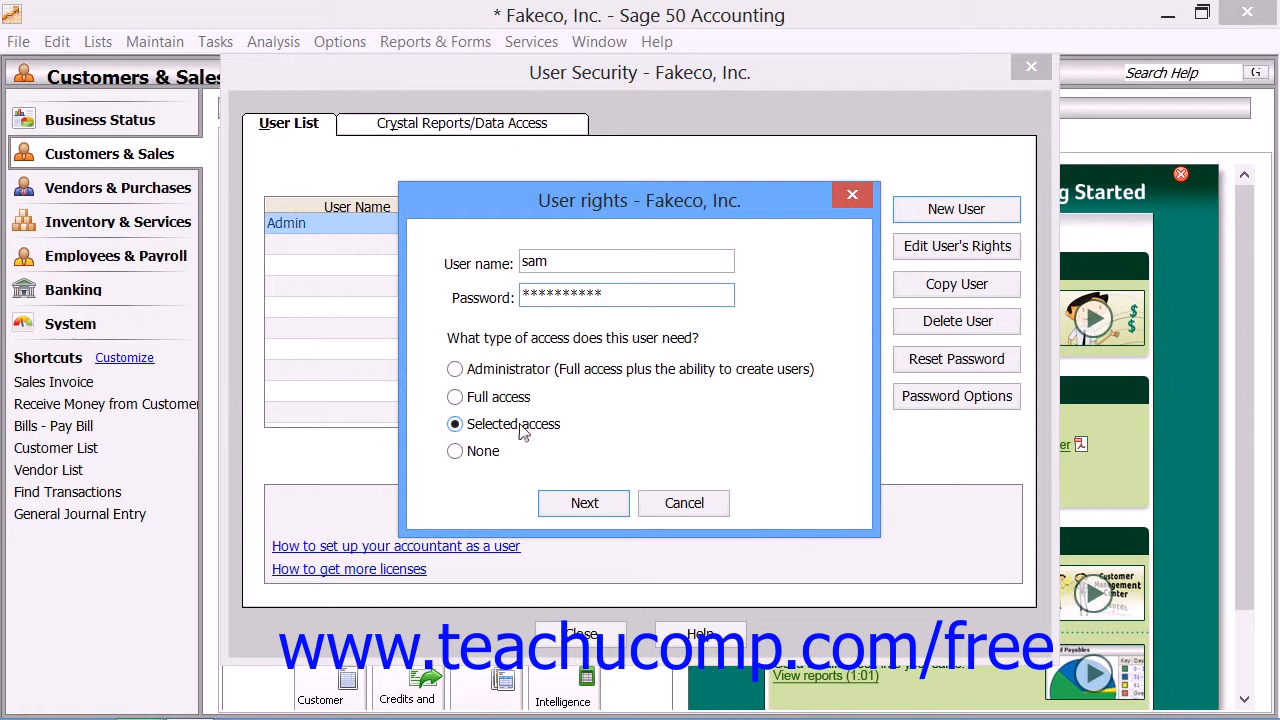 * Fakeco, Inc. - Sage 50 Accounting
File Edit Lists Maintain Tasks Analysis Options Reports & Forms Services Window Help
Customers & Sales
Search Help
User Security - Fakeco, Inc.
User List
Crystal Reports/Data Access
Business Status
Customers & Sales
Vendors & Purchases
Inventory & Services
Employees & Payroll
Banking
System
Shortcuts Customize
Sales Invoice
Receive Money from Customer
Bills - Pay Bill
Customer List
Vendor List
Find Transactions
General Journal Entry
User Name
Admin
User rights - Fakeco, Inc.
User name: sam
Password: **********
What type of access does this user need?
Administrator (Full access plus the ability to create users)
Full access
Selected access
None
Next
Cancel
New User
Edit User's Rights
Copy User
Delete User
Reset Password
Password Options
How to set up your accountant as a user
How to get more licenses
Close
Help
g Started
Customer
Management
Center
View reports (1:01)
Customer
Credits and
Intelligence
www.teachucomp.com/free